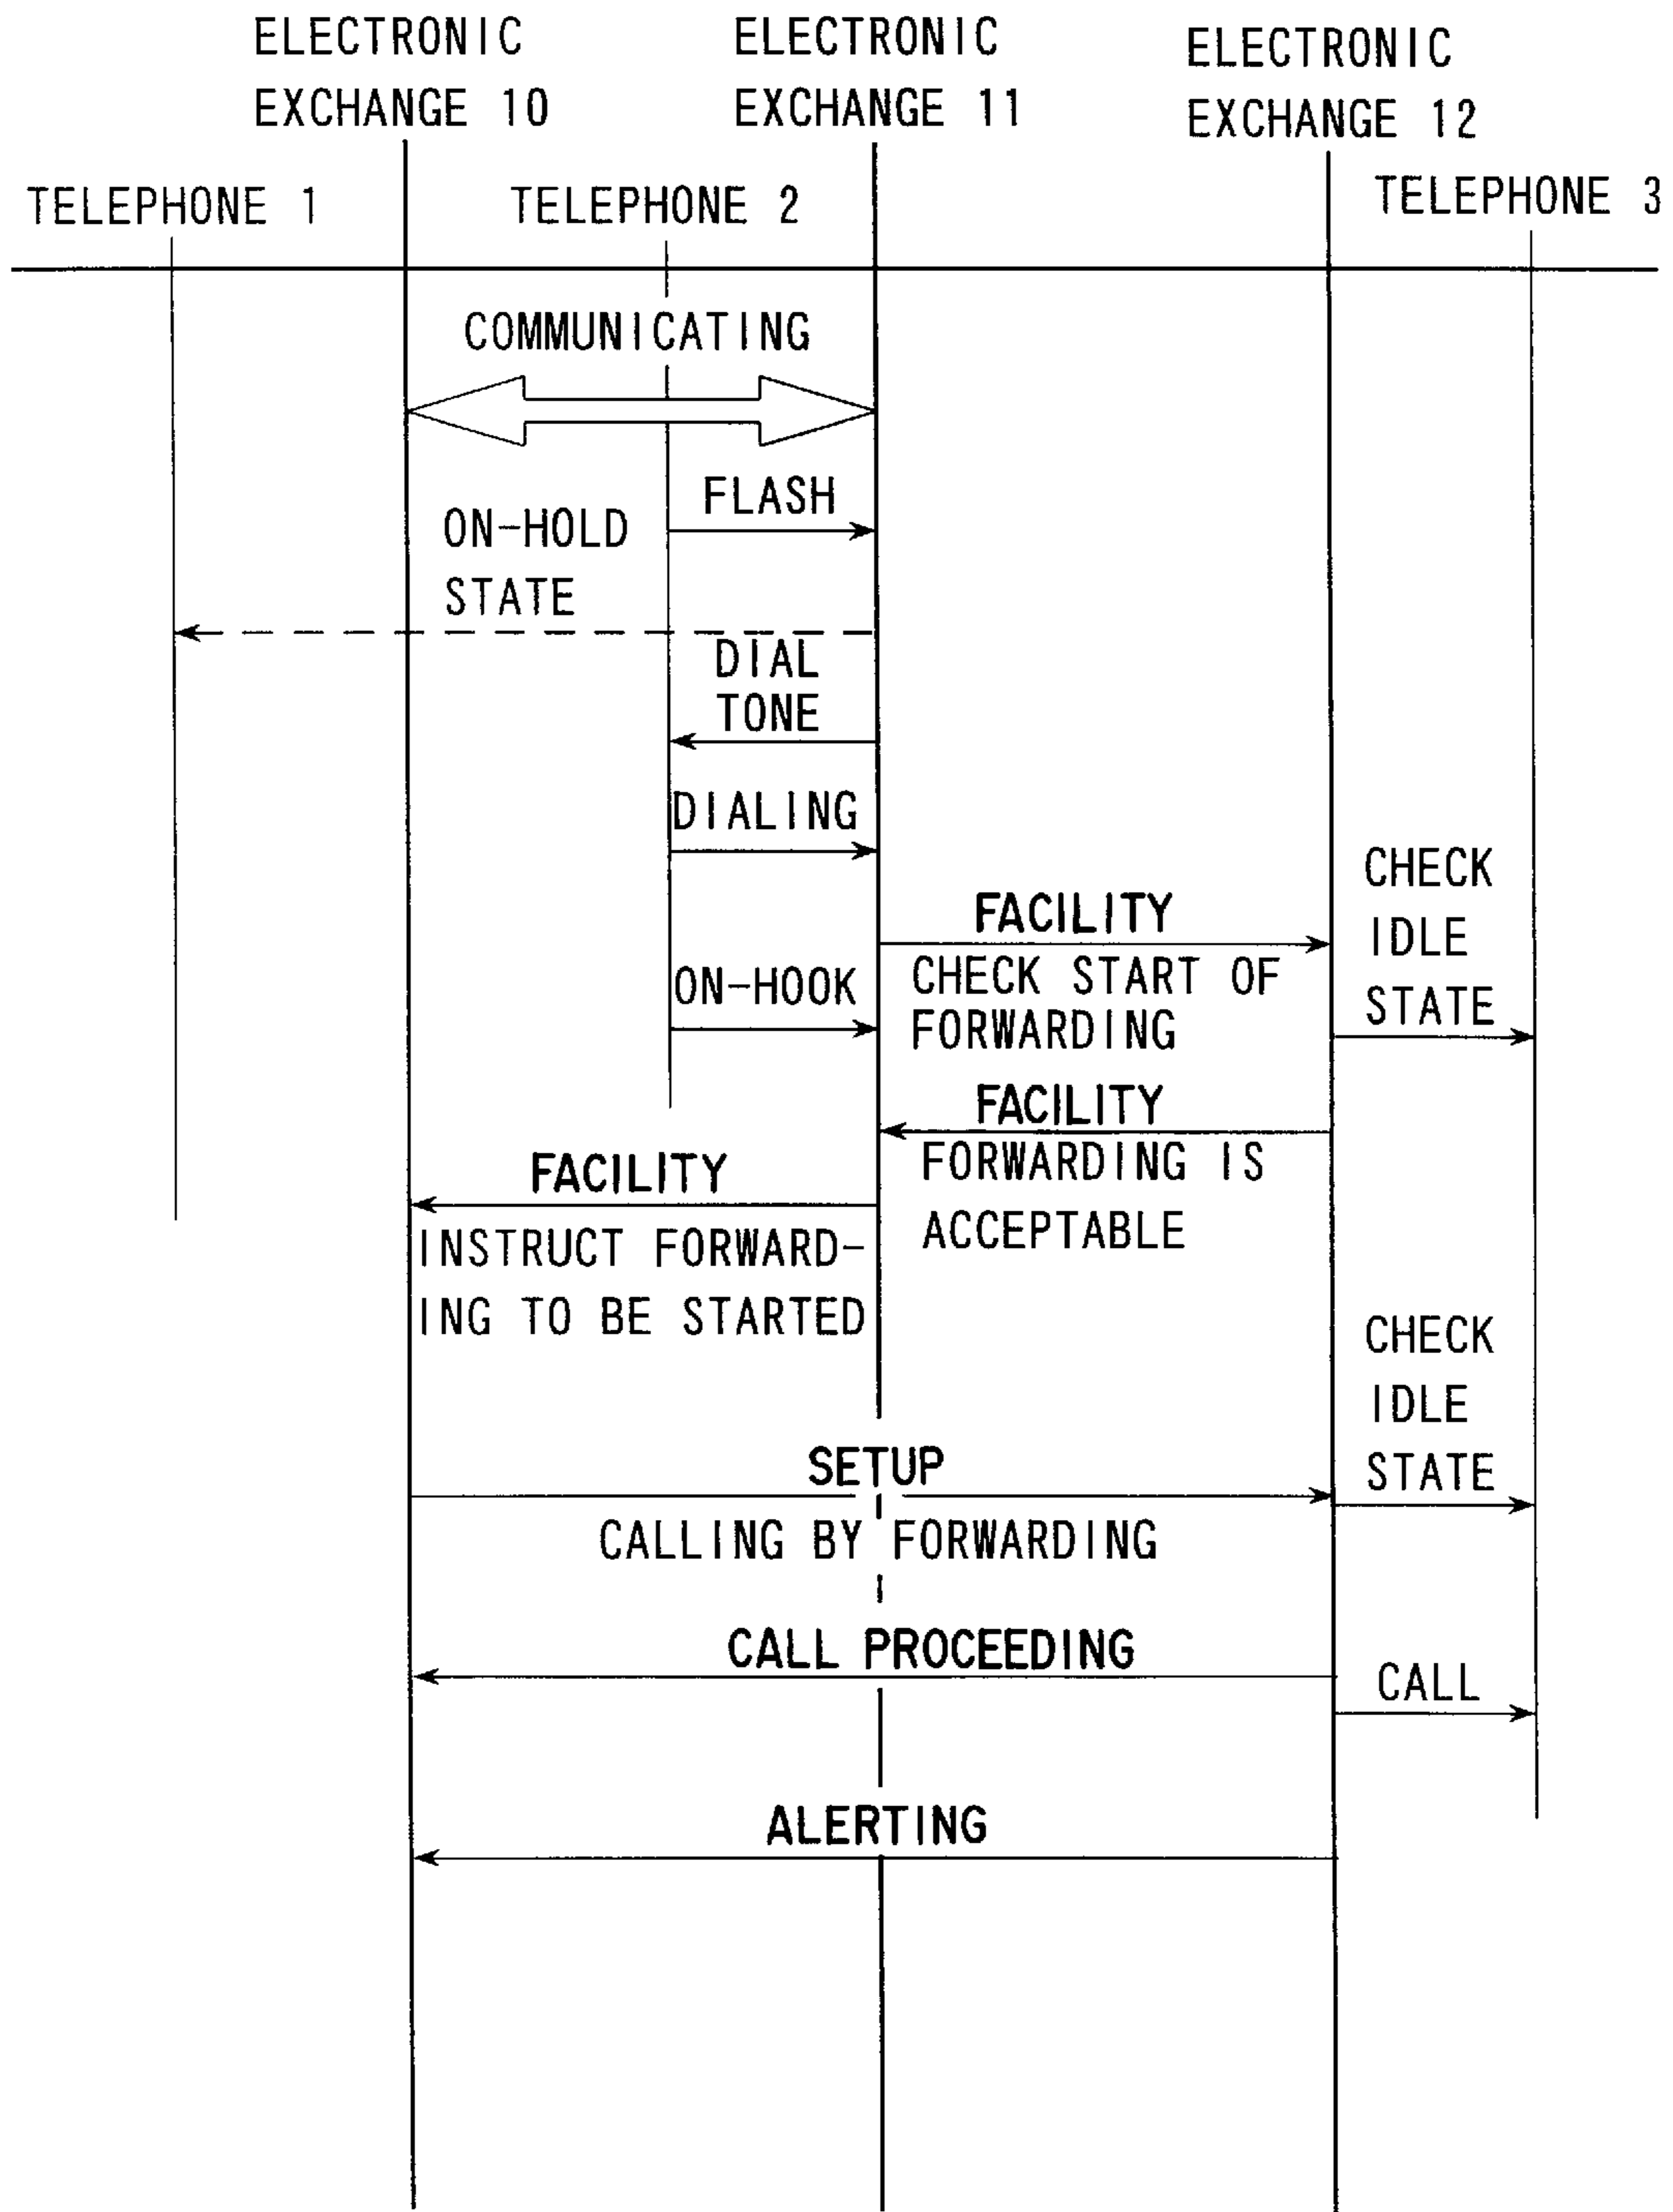 ELECTRONIC
EXCHANGE 10
ELECTRONIC
EXCHANGE 11
ELECTRONIC
EXCHANGE 12
TELEPHONE 1
TELEPHONE 2
TELEPHONE 3
COMMUNICATING
FLASH
ON-HOLD
STATE
DIAL
TONE
DIALING
FACILITY
CHECK START OF
FORWARDING
CHECK
IDLE
STATE
ON-HOOK
FACILITY
FORWARDING IS
ACCEPTABLE
FACILITY
INSTRUCT FORWARD-
ING TO BE STARTED
CHECK
IDLE
STATE
SETUP
CALLING BY FORWARDING
CALL PROCEEDING
CALL
ALERTING